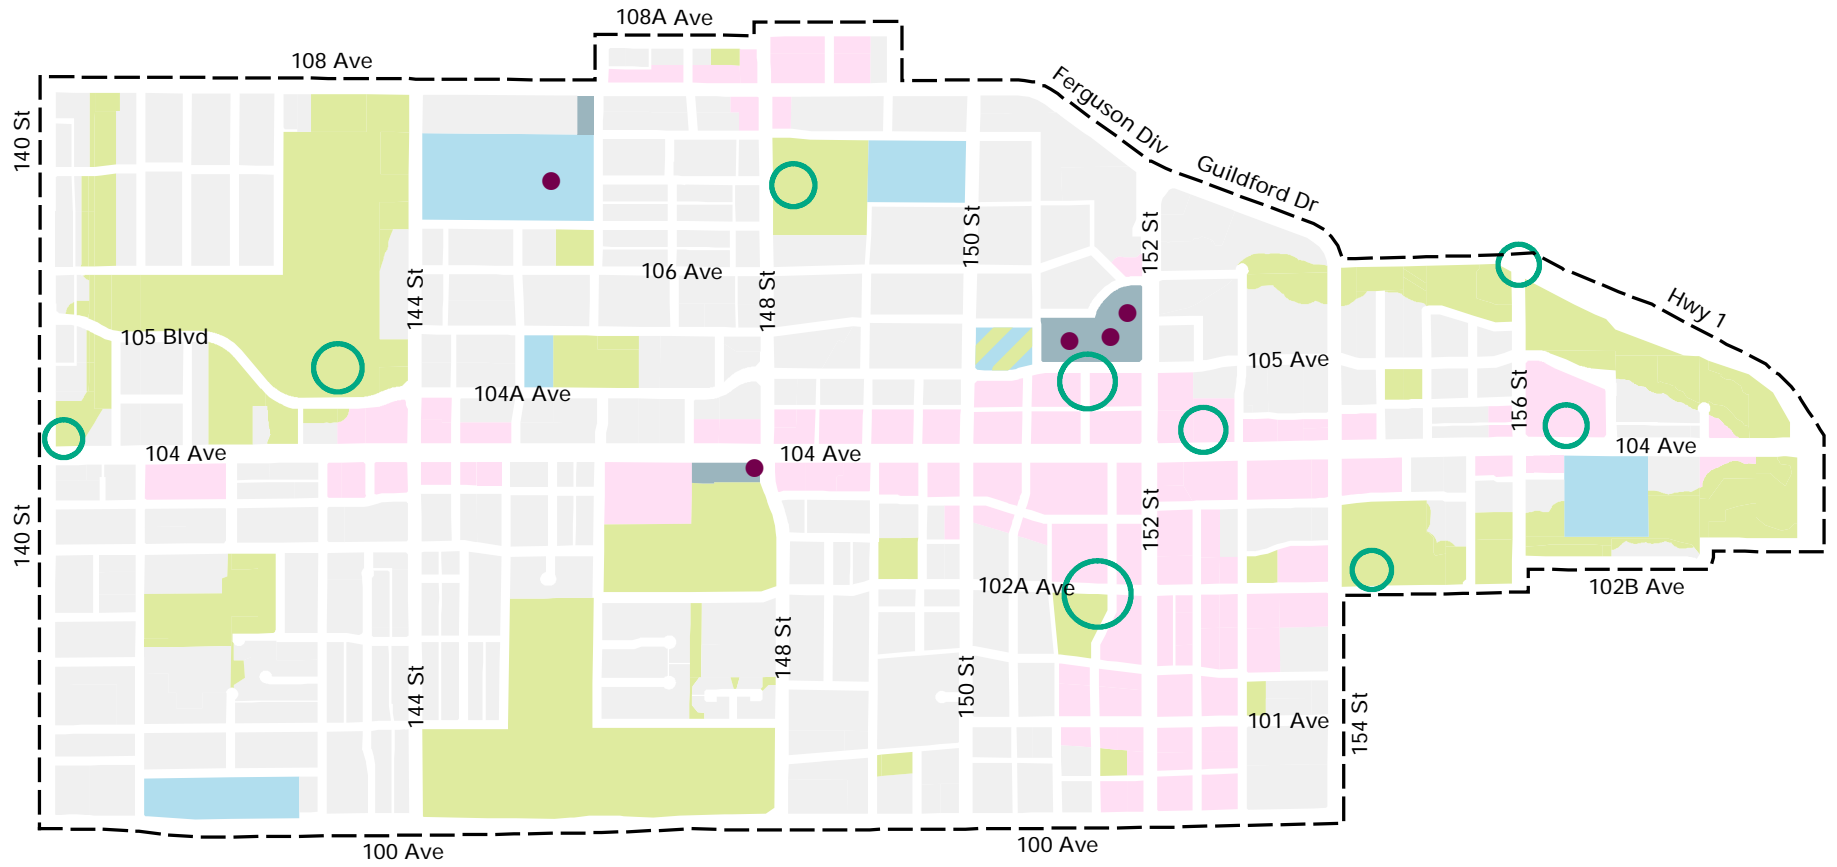 108A Ave
108 Ave
Ferguson Div
140 St
Guildford Dr
150 St
152 St
106 Ave
144 St
148 St
Hwy 1
105 Blvd
105 Ave
104A Ave
156 St
104 Ave
104 Ave
104 Ave
140 St
152 St
102A Ave
102B Ave
148 St
144 St
150 St
101 Ave
154 St
100 Ave
100 Ave